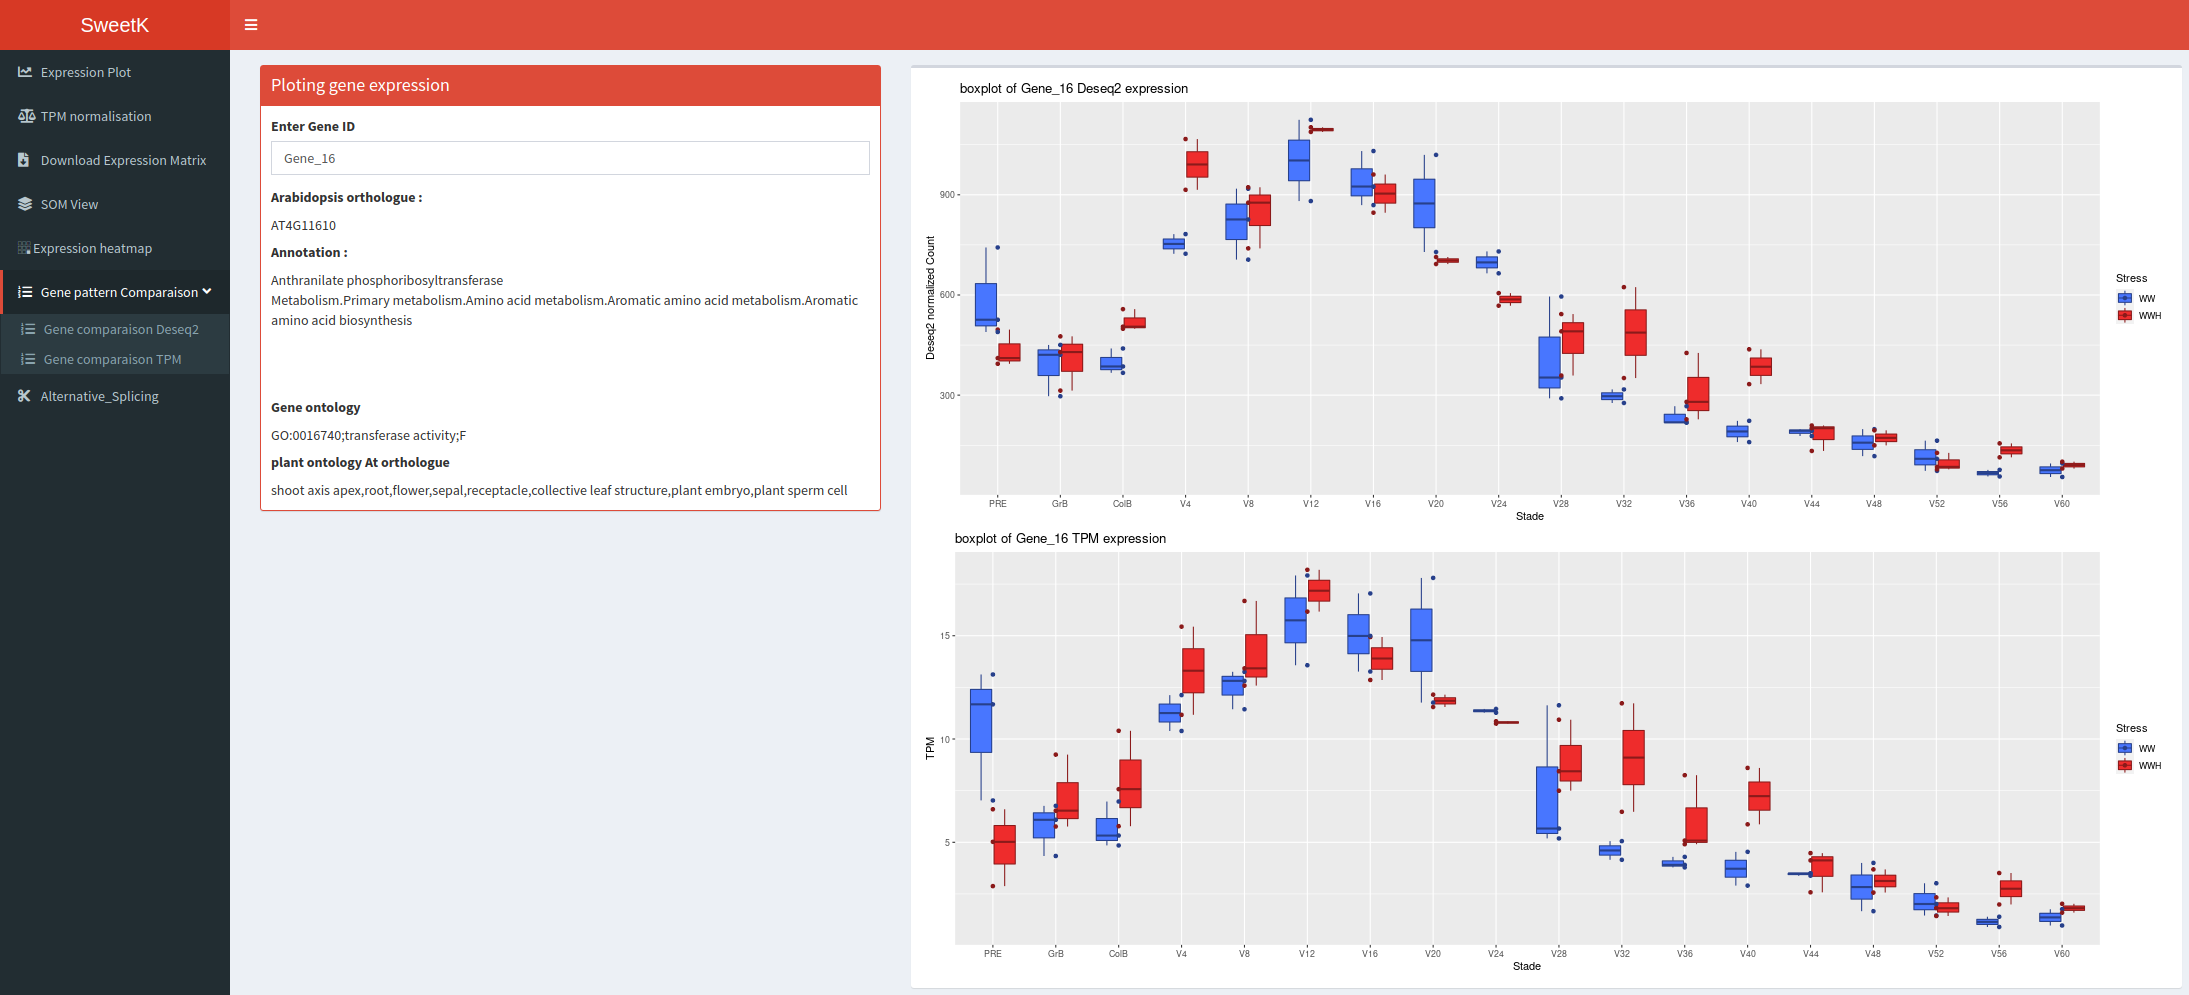 SweetK
Expression Plot
TPM normalisation
Download Expression Matrix
SOM View
Expression heatmap
Gene pattern Comparaison
Gene comparaison Deseq2
Gene comparaison TPM
Alternative_Splicing
Ploting gene expression
Enter Gene ID
Gene_16
Arabidopsis orthologue :
AT4G11610
Annotation :
Anthranilate phosphoribosyltransferase
Metabolism.Primary metabolism.Amino acid metabolism.Aromatic amino acid metabolism.Aromatic
amino acid biosynthesis
Gene ontology
GO:0016740;transferase activity;F
plant ontology At orthologue
shoot axis apex,root,flower,sepal,receptacle,collective leaf structure,plant embryo,plant sperm cell
boxplot of Gene_16 Deseq2 expression
Deseq2 normalized Count
900
600
300
PRE GrB ColB V4 V8 V12 V16 V20 V24 V28 V32 V36 V40 V44 V48 V52 V56 V60
Stade
Stress
WW
WWH
boxplot of Gene_16 TPM expression
TPM
15
10
5
PRE GrB ColB V4 V8 V12 V16 V20 V24 V28 V32 V36 V40 V44 V48 V52 V56 V60
Stade
Stress
WW
WWH